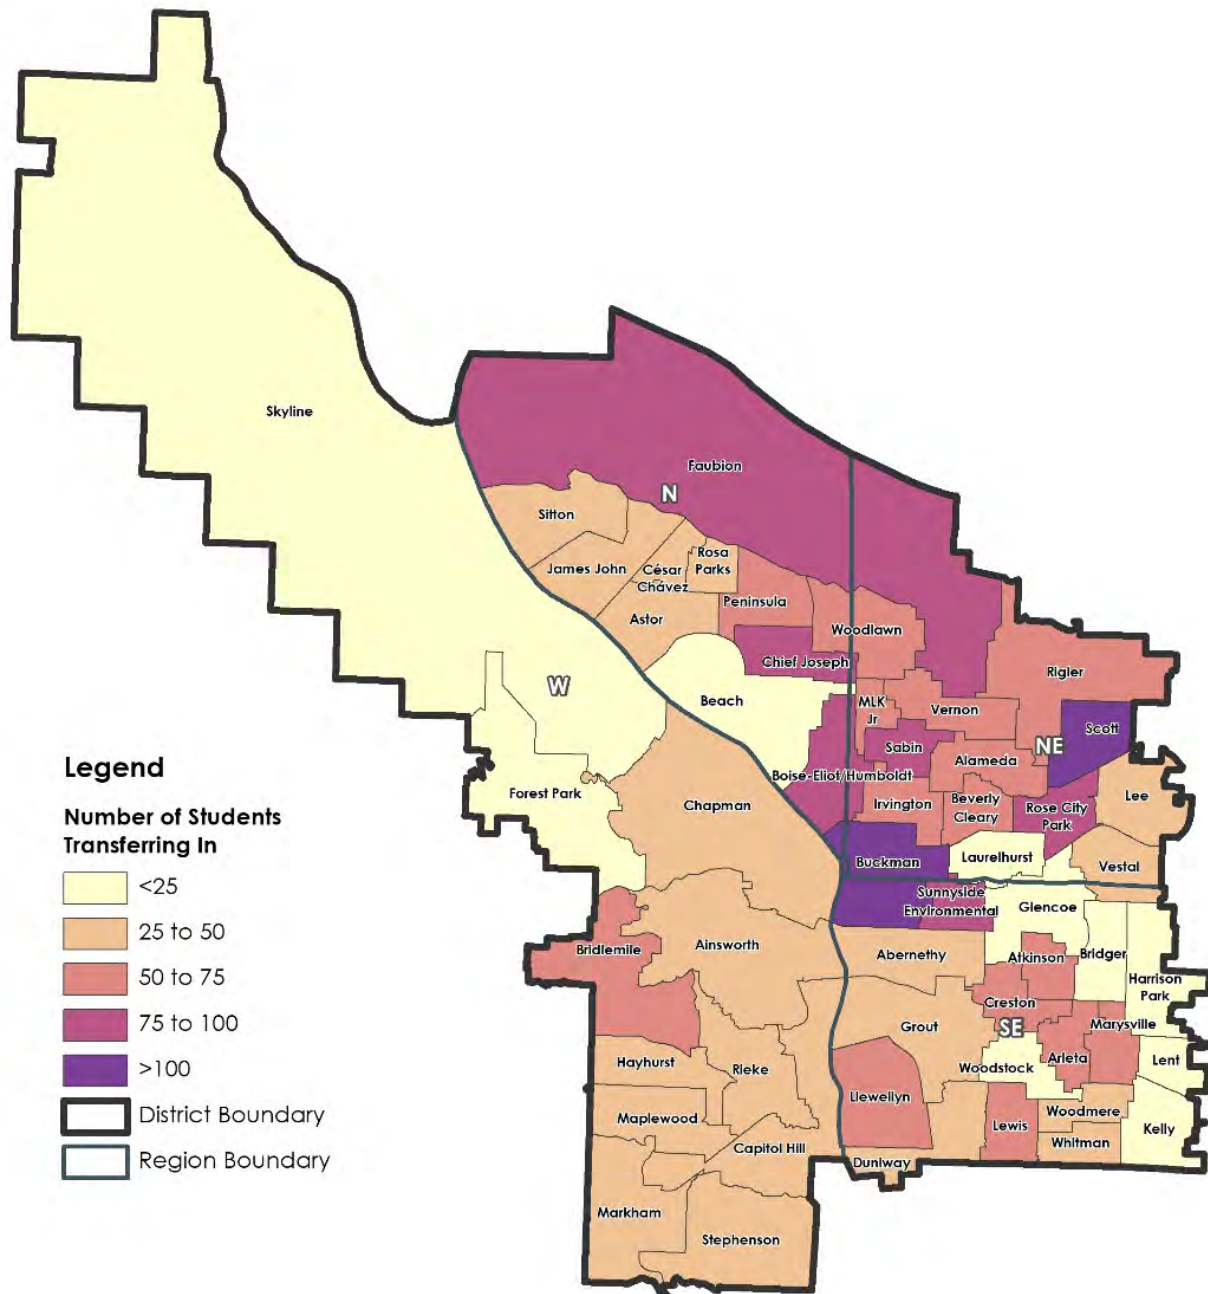 Skyline
Faubion
N
Sitton
James John
César
Chávez
Rosa
Parks
Astor
Peninsula
Woodlawn
Chief Joseph
Rigler
W
Beach
MLK
Jr
Vernon
Scott
Sabin
NE
Alameda
Boise-Eliot/Humboldt
Forest Park
Chapman
Irvington
Beverly
Cleary
Rose City
Park
Lee
Buckman
Laurelhurst
Vestal
Sunnyside
Environmental
Glencoe
Bridlemile
Ainsworth
Abernethy
Atkinson
Bridger
Harrison
Park
Creston
Grout
SE
Marysville
Hayhurst
Rieke
Woodstock
Arleta
Lent
Llewellyn
Maplewood
Lewis
Woodmere
Kelly
Whitman
Capitol Hill
Duniway
Markham
Stephenson
Legend
Number of Students
Transferring In
<25
25 to 50
50 to 75
75 to 100
>100
District Boundary
Region Boundary